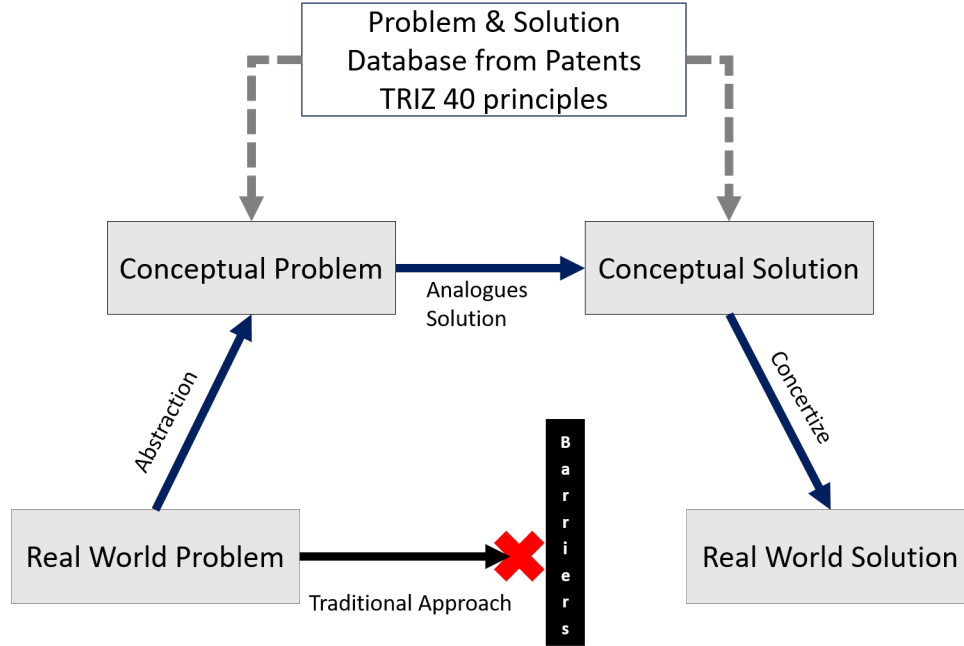 Problem & Solution
Database from Patents
TRIZ 40 principles
Conceptual Problem
Conceptual Solution
Analogues
Solution
Abstraction
Concertize
Barriers
Real World Problem
Real World Solution
Traditional Approach